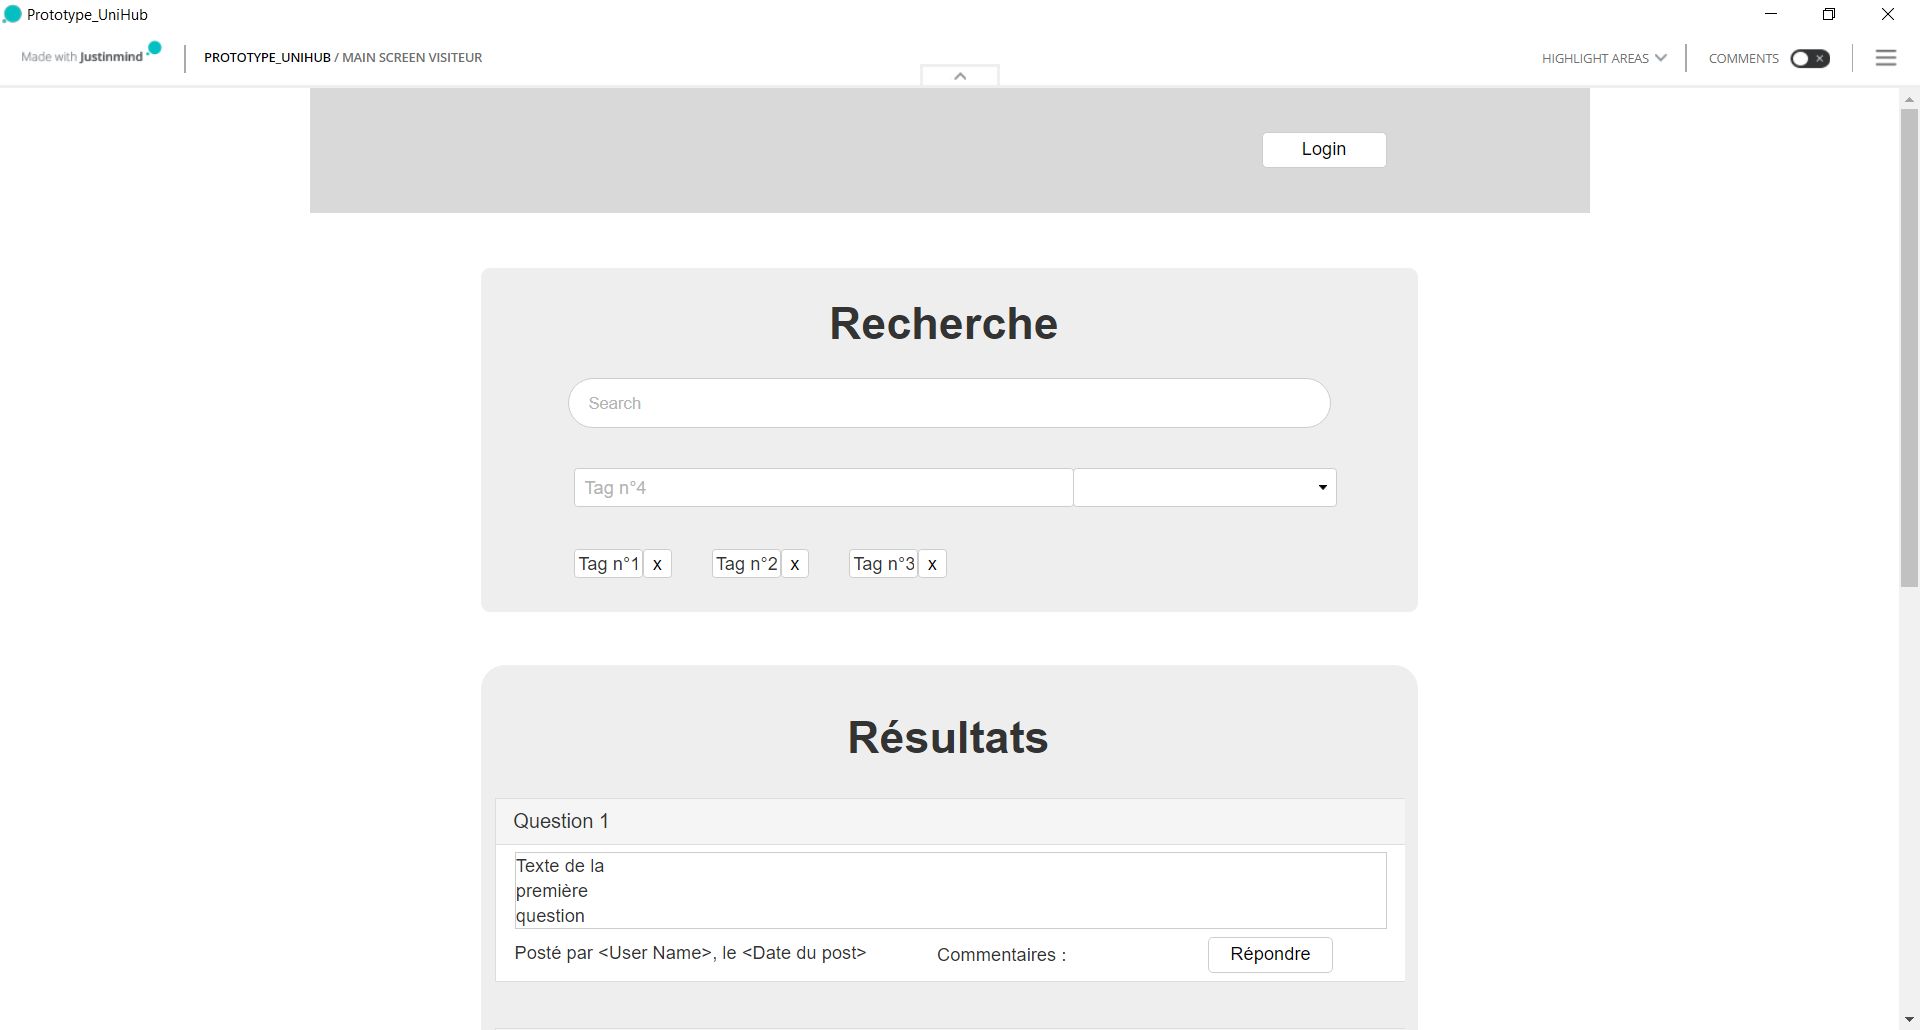 Prototype_UniHub
Made with Justinmind
PROTOTYPE_UNIHUB / MAIN SCREEN VISITEUR
HIGHLIGHT AREAS
COMMENTS
Login
Recherche
Search
Tag n°4
Tag n°1 x Tag n°2 x Tag n°3 x
Résultats
Question 1
Texte de la
première
question
Posté par <User Name>, le <Date du post>
Commentaires :
Répondre